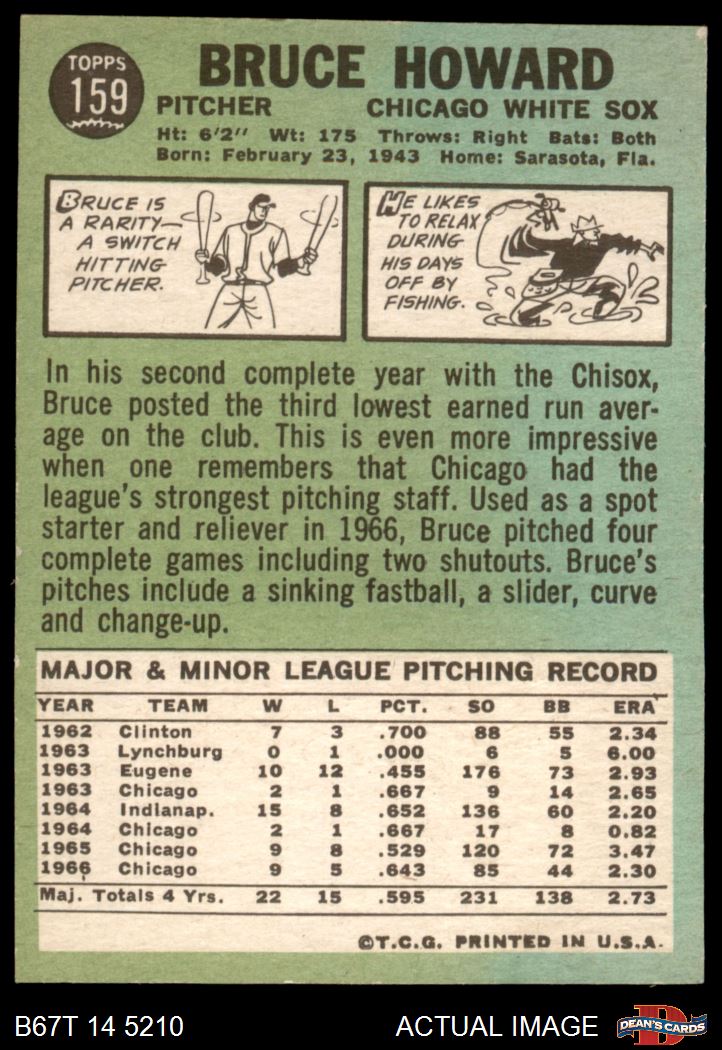 TOPPS
159
BRUCE HOWARD
PITCHER CHICAGO WHITE SOX
Ht: 6'2" Wt: 175 Throws: Right Bats: Both
Born: February 23, 1943 Home: Sarasota, Fla.
BRUCE IS
A RARITY—
A SWITCH
HITTING
PITCHER.
HE LIKES
TO RELAX
DURING
HIS DAYS
OFF BY
FISHING.
In his second complete year with the Chisox,
Bruce posted the third lowest earned run aver-
age on the club. This is even more impressive
when one remembers that Chicago had the
league's strongest pitching staff. Used as a spot
starter and reliever in 1966, Bruce pitched four
complete games including two shutouts. Bruce's
pitches include a sinking fastball, a slider, curve
and change-up.
MAJOR & MINOR LEAGUE PITCHING RECORD
YEAR TEAM W L PCT. SO BB ERA
1962 Clinton 7 3 .700 88 55 2.34
1963 Lynchburg 0 1 .000 6 5 6.00
1963 Eugene 10 12 .455 176 73 2.93
1963 Chicago 2 1 .667 9 14 2.65
1964 Indianap. 15 8 .652 136 60 2.20
1964 Chicago 2 1 .667 17 8 0.82
1965 Chicago 9 8 .529 120 72 3.47
1966 Chicago 9 5 .643 85 44 2.30
Maj. Totals 4 Yrs. 22 15 .595 231 138 2.73
©T.C.G. PRINTED IN U.S.A.
B67T 14 5210 ACTUAL IMAGE
D
DEAN'S CARDS